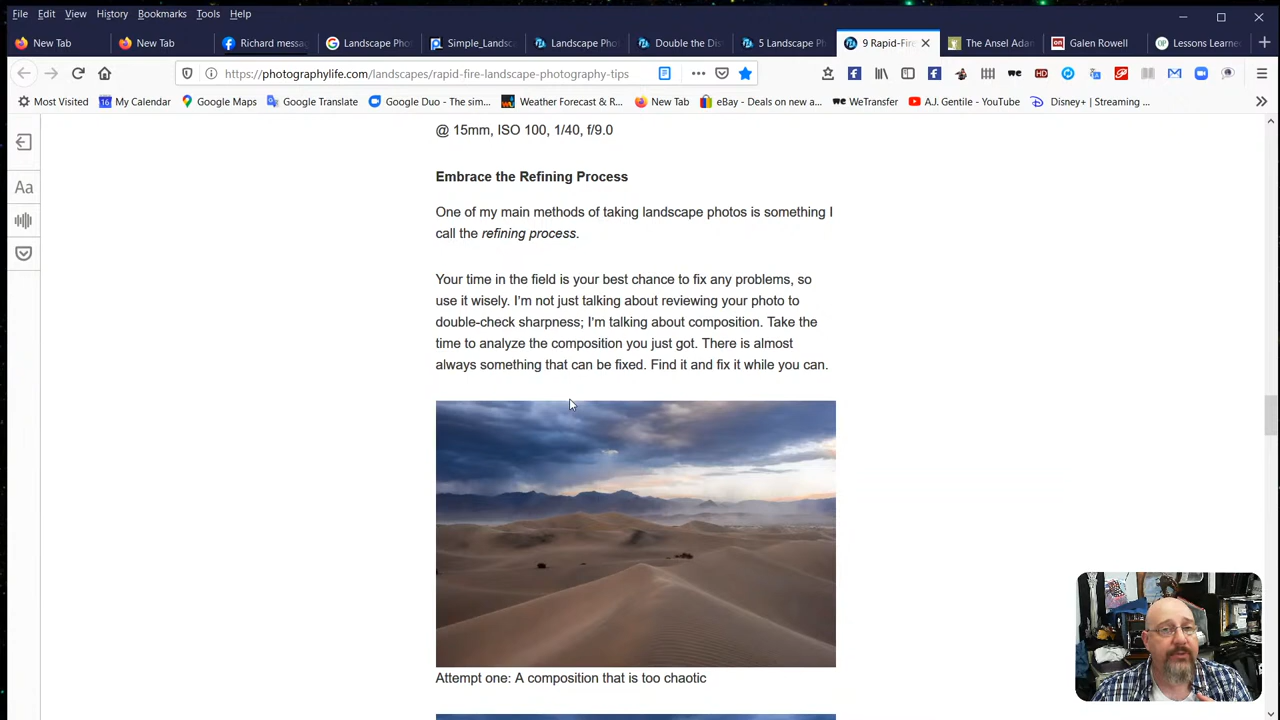 File Edit View History Bookmarks Tools Help
New Tab New Tab Richard messa Landscape Pho Simple_Landsc Landscape Pho Double the Dis 5 Landscape Ph 9 Rapid-Fire The Ansel Adan Galen Rowell Lessons Learne
https://photographylife.com/landscapes/rapid-fire-landscape-photography-tips
Most Visited My Calendar Google Maps Google Translate Google Duo - The sim... Weather Forecast & R... New Tab eBay - Deals on new a... WeTransfer A.J. Gentile - YouTube Disney+ | Streaming ...
Aa
@ 15mm, ISO 100, 1/40, f/9.0
Embrace the Refining Process
One of my main methods of taking landscape photos is something I
call the refining process.
Your time in the field is your best chance to fix any problems, so
use it wisely. I'm not just talking about reviewing your photo to
double-check sharpness; I'm talking about composition. Take the
time to analyze the composition you just got. There is almost
always something that can be fixed. Find it and fix it while you can.
Attempt one: A composition that is too chaotic